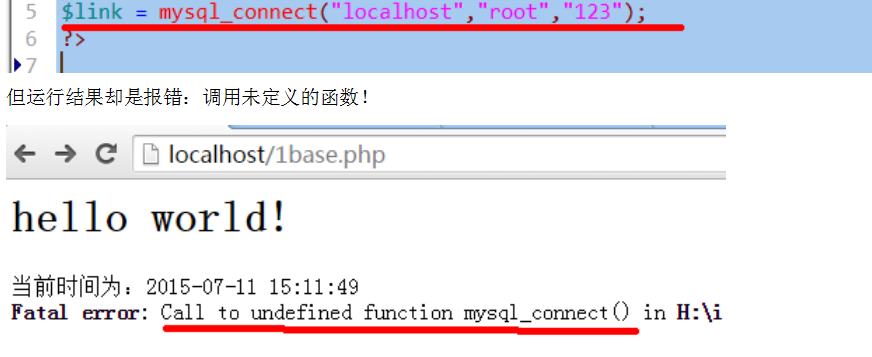 5 $link = mysql_connect("localhost","root","123");
6 ?>
7
但运行结果却是报错：调用未定义的函数！
localhost/1base.php
hello world!
当前时间为：2015-07-11 15:11:49
Fatal error: Call to undefined function mysql_connect() in H:\i